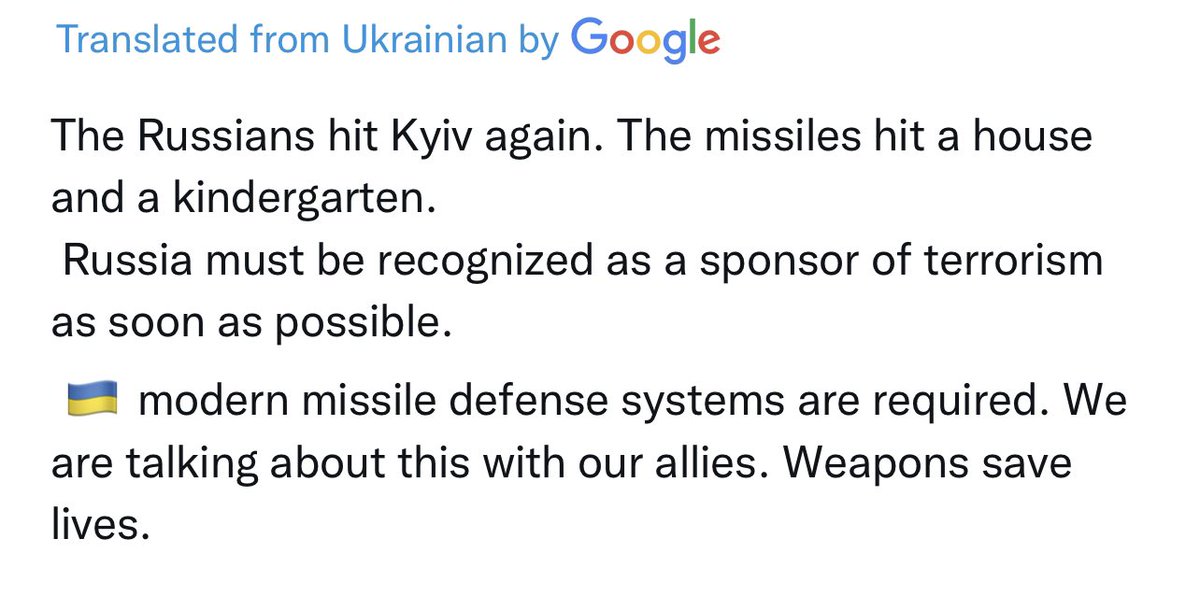 Translated from Ukrainian by Google
The Russians hit Kyiv again. The missiles hit a house
and a kindergarten.
Russia must be recognized as a sponsor of terrorism
as soon as possible.
🇺🇦 modern missile defense systems are required. We
are talking about this with our allies. Weapons save
lives.